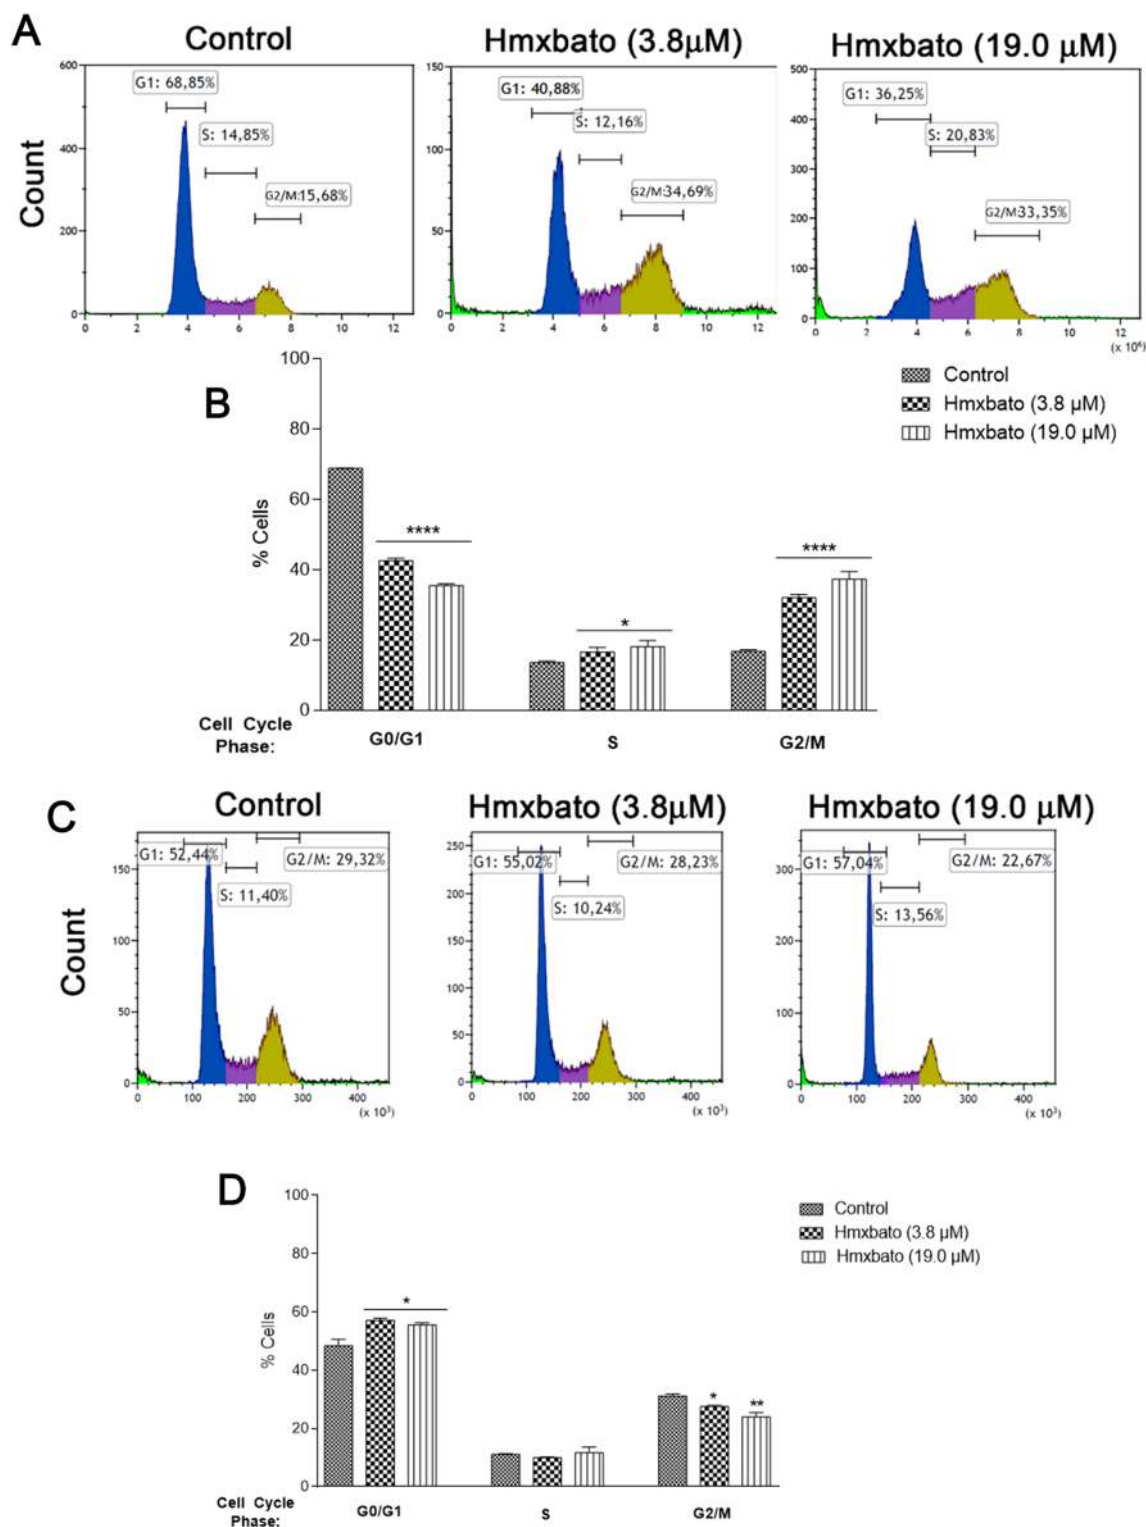 A
Control
Hmxbato (3.8μM)
Hmxbato (19.0 μM)
Count
600
400
200
0
G1: 68,85%
S: 14,85%
G2/M:15,68%
0 2 4 6 8 10 12
150
100
50
0
G1: 40,88%
S: 12,16%
G2/M:34,69%
0 2 4 6 8 10 12
500
400
300
200
100
0
G1: 36,25%
S: 20,83%
G2/M:33,35%
0 2 4 6 8 10 12
(x 10⁶)
B
Control
Hmxbato (3.8 μM)
Hmxbato (19.0 μM)
% Cells
100
80
60
40
20
0
****
*
****
Cell Cycle
Phase:
G0/G1
S
G2/M
C
Control
Hmxbato (3.8μM)
Hmxbato (19.0 μM)
Count
150
100
50
0
G1: 52,44%
G2/M: 29,32%
S: 11,40%
0 100 200 300 400
(x 10³)
250
200
150
100
50
0
G1: 55,02%
G2/M: 28,23%
S: 10,24%
0 100 200 300 400
(x 10³)
300
200
100
0
G1: 57,04%
G2/M: 22,67%
S: 13,56%
0 100 200 300 400
(x 10³)
D
Control
Hmxbato (3.8 μM)
Hmxbato (19.0 μM)
% Cells
100
80
60
40
20
0
*
*
**
Cell Cycle
Phase:
G0/G1
S
G2/M